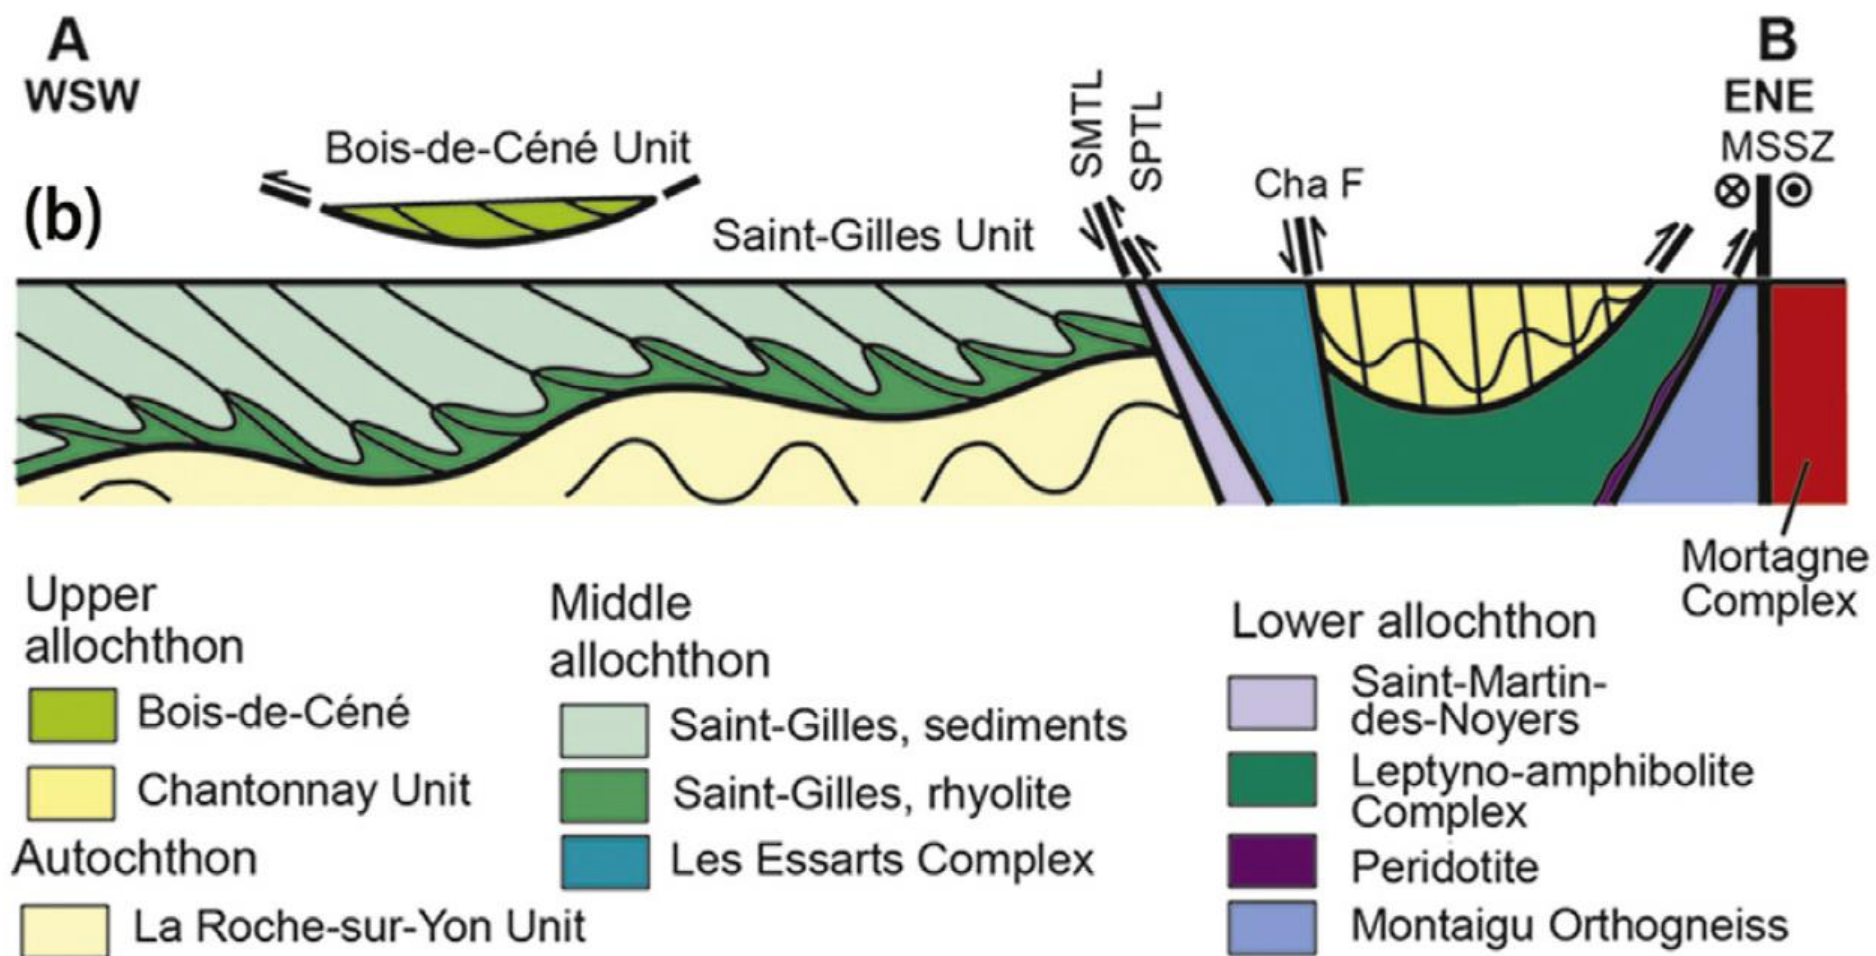 A
WSW
B
ENE
MSSZ
(b)
Bois-de-Céné Unit
Saint-Gilles Unit
SMTL
SPTL
Cha F
Mortagne
Complex
Upper
allochthon
Bois-de-Céné
Chantonnay Unit
Autochthon
La Roche-sur-Yon Unit
Middle
allochthon
Saint-Gilles, sediments
Saint-Gilles, rhyolite
Les Essarts Complex
Lower allochthon
Saint-Martin-
des-Noyers
Leptyno-amphibolite
Complex
Peridotite
Montaigu Orthogneiss